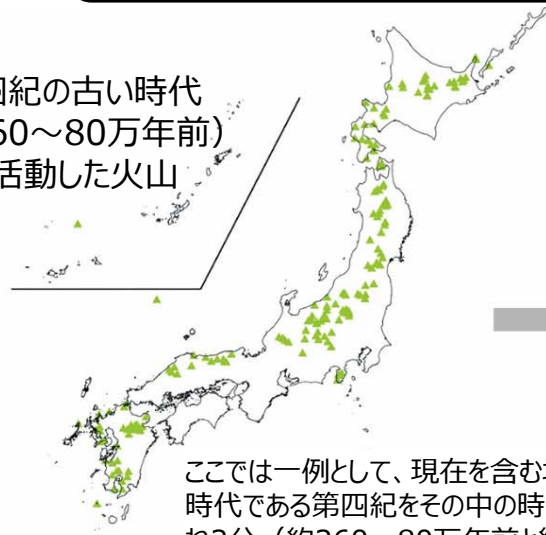 紀の古い時代
60～80万年前）
活動した火山
ここでは一例として、現在を含む
時代である第四紀をその中の時